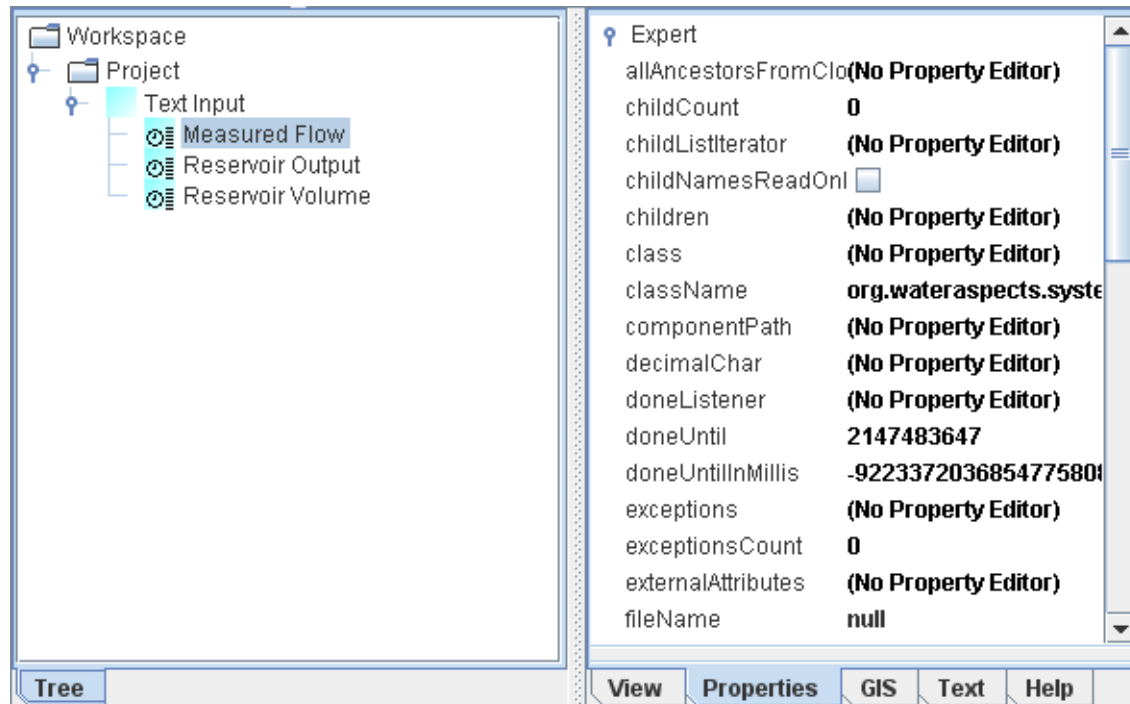 Workspace
Project
Text Input
Measured Flow
Reservoir Output
Reservoir Volume
Tree
Expert
allAncestorsFromClo (No Property Editor)
childCount 0
childListIterator (No Property Editor)
childNamesReadOnl
children (No Property Editor)
class (No Property Editor)
className org.wateraspects.syste
componentPath (No Property Editor)
decimalChar (No Property Editor)
doneListener (No Property Editor)
doneUntil 2147483647
doneUntilInMillis -9223372036854775808
exceptions (No Property Editor)
exceptionsCount 0
externalAttributes (No Property Editor)
fileName null
View Properties GIS Text Help